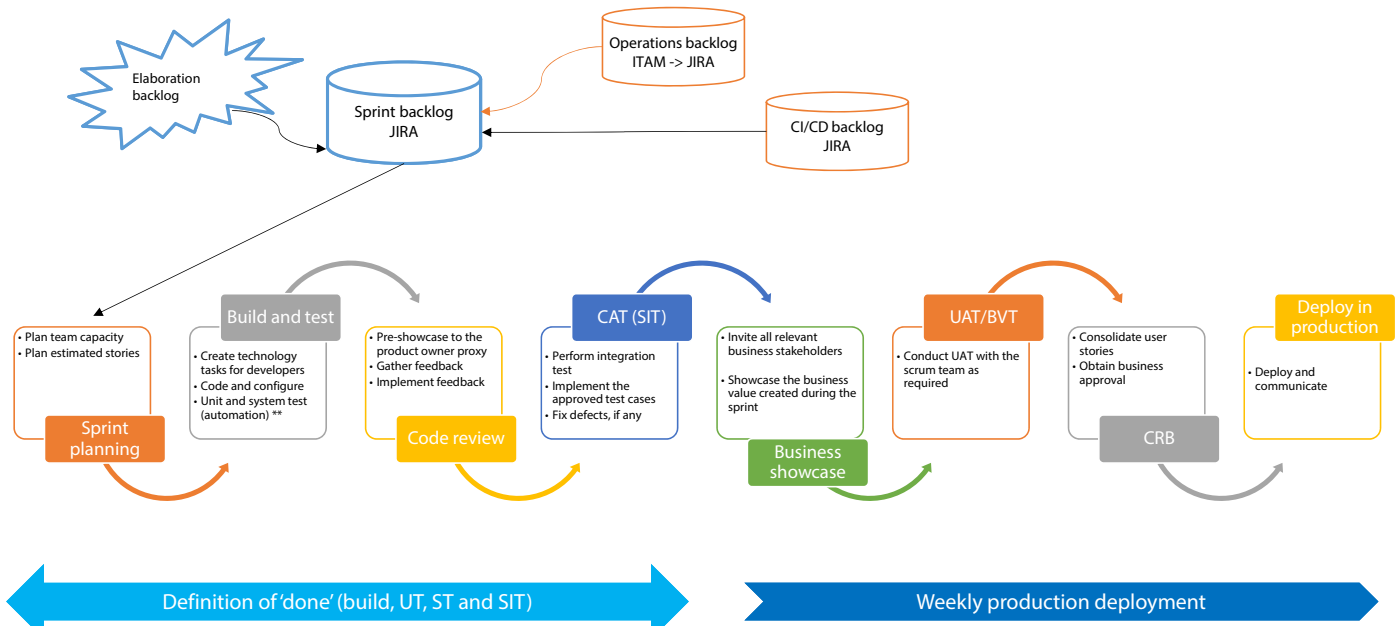 Elaboration
backlog
Sprint backlog
JIRA
Operations backlog
ITAM -> JIRA
CI/CD backlog
JIRA
• Plan team capacity
• Plan estimated stories
Sprint
planning
Build and test
• Create technology
tasks for developers
• Code and configure
• Unit and system test
(automation) **
• Pre-showcase to the
product owner proxy
• Gather feedback
• Implement feedback
Code review
CAT (SIT)
• Perform integration
test
• Implement the
approved test cases
• Fix defects, if any
• Invite all relevant
business stakeholders
• Showcase the business
value created during the
sprint
Business
showcase
UAT/BVT
• Conduct UAT with the
scrum team as
required
• Consolidate user
stories
• Obtain business
approval
CRB
Deploy in
production
• Deploy and
communicate
Definition of ‘done’ (build, UT, ST and SIT)
Weekly production deployment